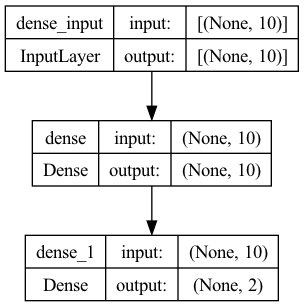 dense_input input: [(None, 10)]
InputLayer output: [(None, 10)]
dense input: (None, 10)
Dense output: (None, 10)
dense_1 input: (None, 10)
Dense output: (None, 2)